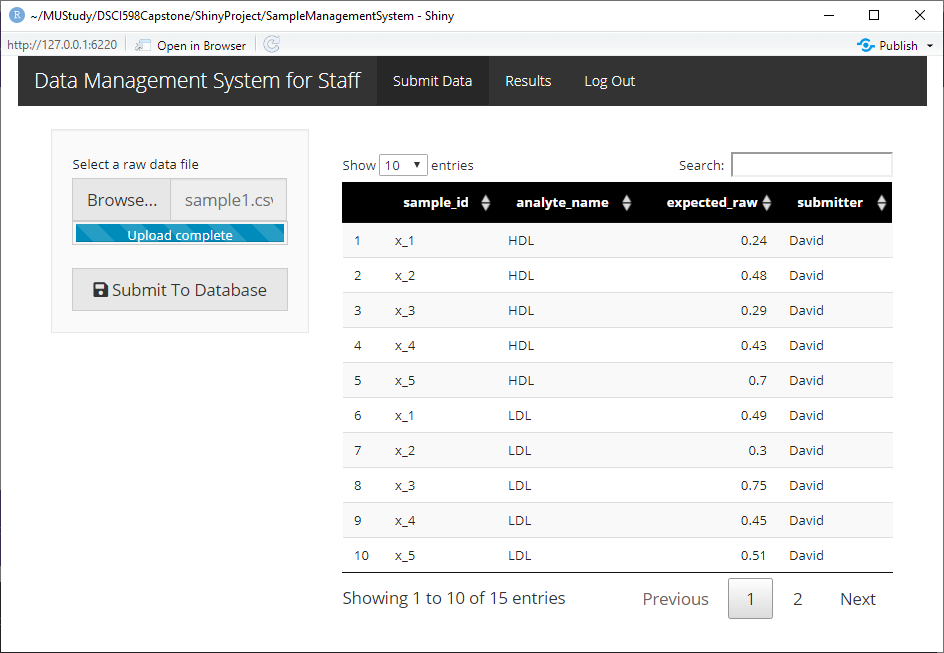 ~/MUStudy/DSCI598Capstone/ShinyProject/SampleManagementSystem - Shiny
http://127.0.0.1:6220 Open in Browser Publish
Data Management System for Staff Submit Data Results Log Out
Select a raw data file
Browse... sample1.csv
Upload complete
Submit To Database
Show 10 entries Search:
sample_id analyte_name expected_raw submitter
1 x_1 HDL 0.24 David
2 x_2 HDL 0.48 David
3 x_3 HDL 0.29 David
4 x_4 HDL 0.43 David
5 x_5 HDL 0.7 David
6 x_1 LDL 0.49 David
7 x_2 LDL 0.3 David
8 x_3 LDL 0.75 David
9 x_4 LDL 0.45 David
10 x_5 LDL 0.51 David
Showing 1 to 10 of 15 entries Previous 1 2 Next